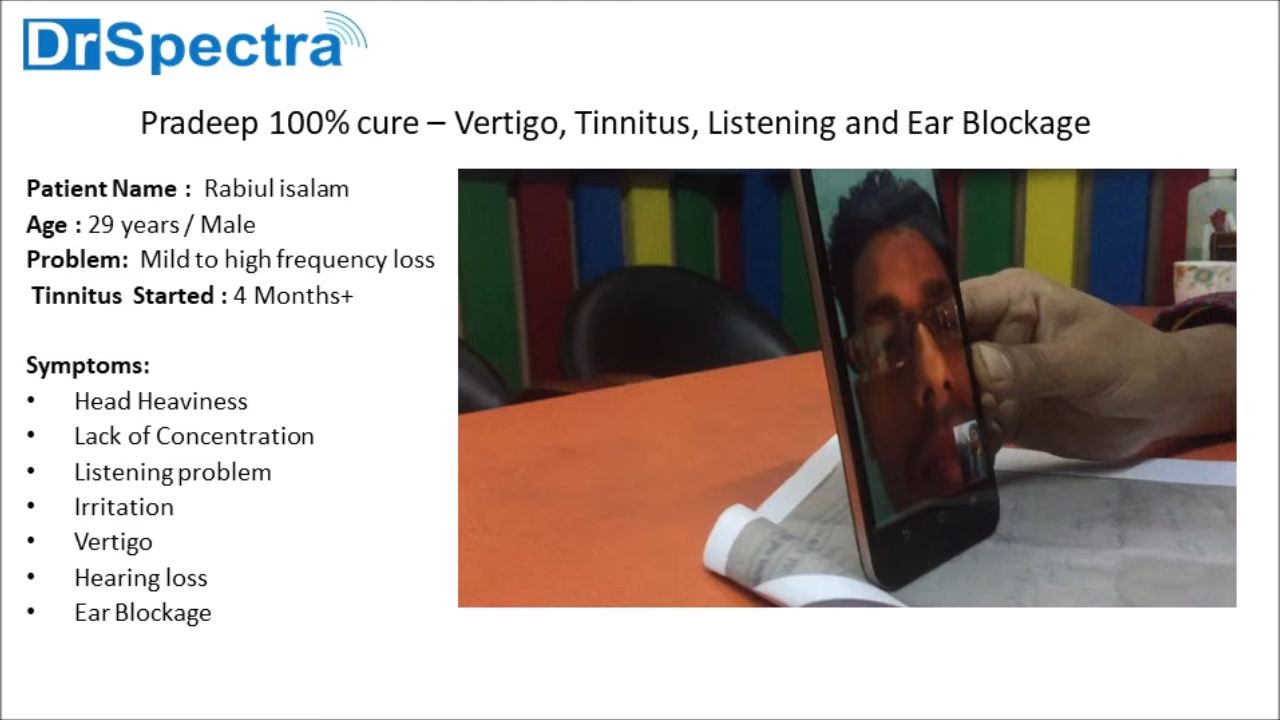 DrSpectra
Pradeep 100% cure – Vertigo, Tinnitus, Listening and Ear Blockage
Patient Name : Rabiul isalam
Age : 29 years / Male
Problem: Mild to high frequency loss
Tinnitus Started : 4 Months+
Symptoms:
• Head Heaviness
• Lack of Concentration
• Listening problem
• Irritation
• Vertigo
• Hearing loss
• Ear Blockage